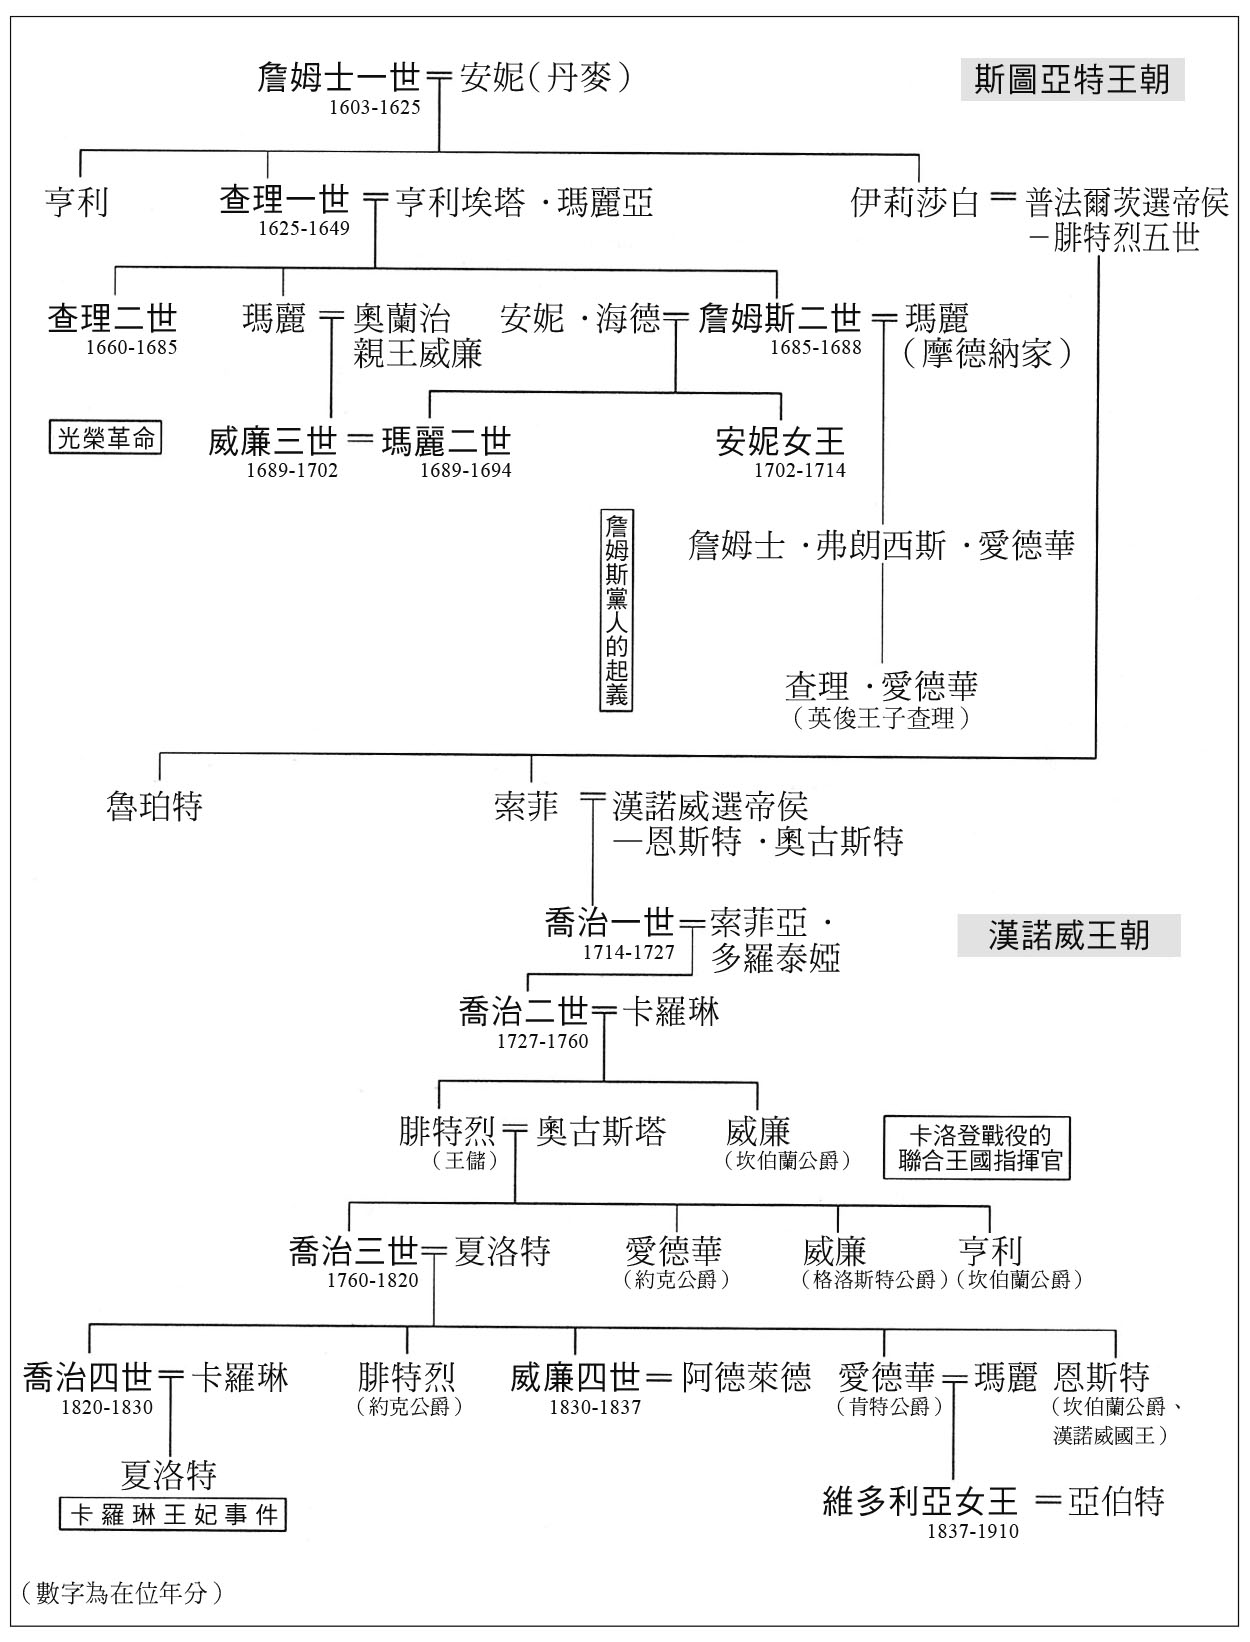 斯圖亞特王朝
詹姆士一世＝安妮（丹麥）
1603-1625
亨利
查理一世＝亨利埃塔・瑪麗亞
1625-1649
伊莉莎白＝普法爾茨選帝侯
－腓特烈五世
查理二世
1660-1685
瑪麗＝奧蘭治
親王威廉
安妮・海德＝詹姆斯二世＝瑪麗
1685-1688
（摩德納家）
光榮革命
威廉三世＝瑪麗二世
1689-1702
1689-1694
安妮女王
1702-1714
詹姆斯黨人的起義
詹姆士・弗朗西斯・愛德華
查理・愛德華
（英俊王子查理）
魯珀特
索菲＝漢諾威選帝侯
—恩斯特・奧古斯特
漢諾威王朝
喬治一世＝索菲亞・
1714-1727
多羅泰婭
喬治二世＝卡羅琳
1727-1760
腓特烈＝奧古斯塔
（王儲）
威廉
（坎伯蘭公爵）
卡洛登戰役的
聯合王國指揮官
喬治三世＝夏洛特
1760-1820
愛德華
（約克公爵）
威廉
（格洛斯特公爵）
亨利
（坎伯蘭公爵）
喬治四世＝卡羅琳
1820-1830
腓特烈
（約克公爵）
威廉四世＝阿德萊德
1830-1837
愛德華＝瑪麗
（肯特公爵）
恩斯特
（坎伯蘭公爵、
漢諾威國王）
夏洛特
卡羅琳王妃事件
維多利亞女王＝亞伯特
1837-1910
（數字為在位年分）